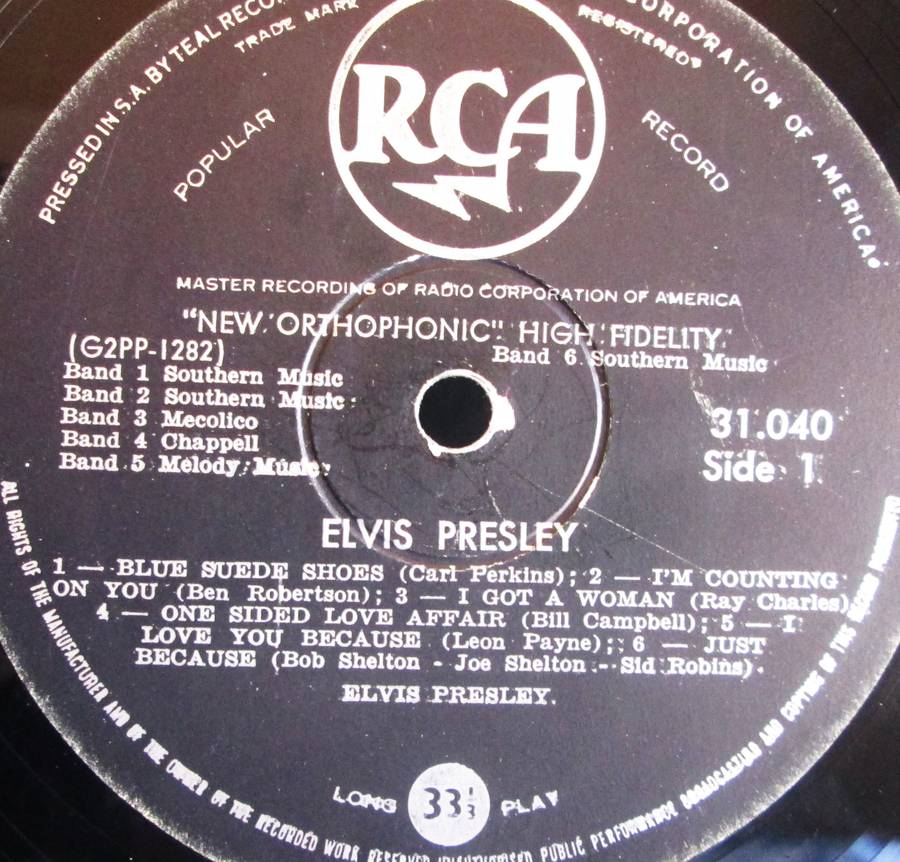 PRESSED IN S.A. BY TEAL RECO
CORPORATION OF AMERICA.
TRADE MARK
REGISTERED
RCA
POPULAR
RECORD
MASTER RECORDING OF RADIO CORPORATION OF AMERICA
"NEW ORTHOPHONIC" HIGH FIDELITY
(G2PP-1282)
Band 6 Southern Music
Band 1 Southern Music
Band 2 Southern Music
Band 3 Mecolico
Band 4 Chappell
Band 5 Melody Music
31.040
Side 1
ELVIS PRESLEY
1 — BLUE SUEDE SHOES (Carl Perkins); 2 — I'M COUNTING
ON YOU (Ben Robertson); 3 — I GOT A WOMAN (Ray Charles)
4 — ONE SIDED LOVE AFFAIR (Bill Campbell); 5 — I
LOVE YOU BECAUSE (Leon Payne); 6 — JUST
BECAUSE (Bob Shelton - Joe Shelton - Sid Robins).
ELVIS PRESLEY.
LONG 33⅓ PLAY
ALL RIGHTS OF THE MANUFACTURER AND OF THE OWNER OF THE RECORDED WORK RESERVED UNAUTHORISED PUBLIC PERFORMANCE BROADCASTING AND COPYING OF THIS